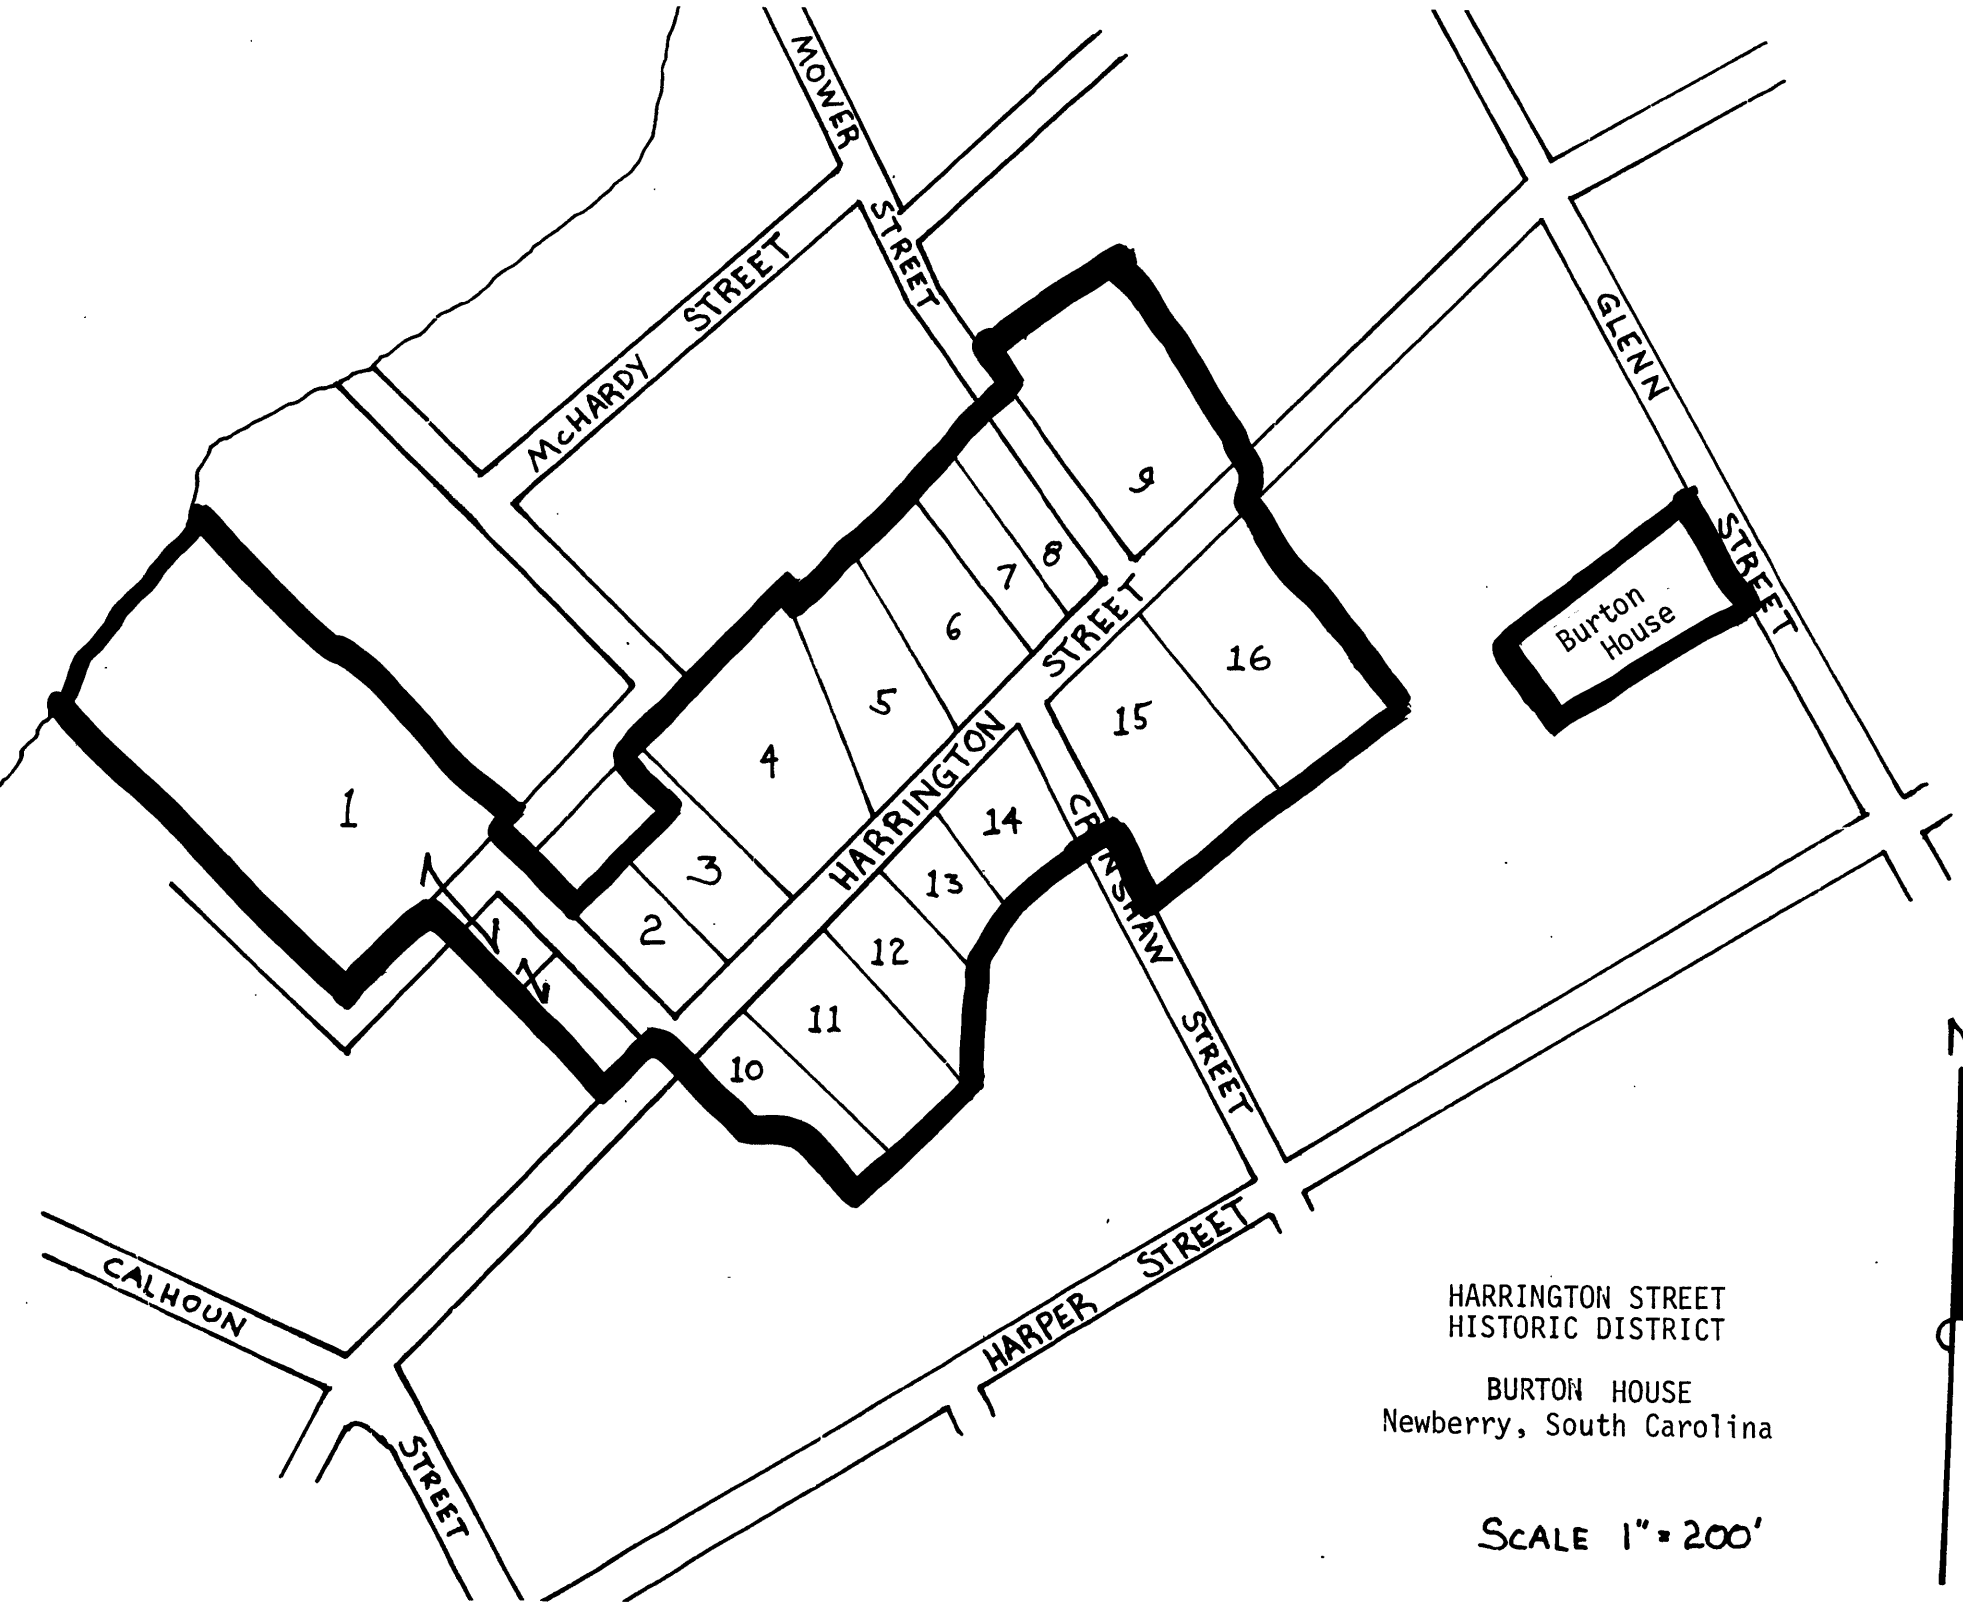 MOWER
STREET
McHARDY STREET
GLENN
STREET
9
8
7
6
5
4
3
2
1
16
15
14
13
12
11
10
Burton
House
HARRINGTON STREET
CRENSHAW
STREET
CALHOUN
STREET
HARPER STREET
N
HARRINGTON STREET
HISTORIC DISTRICT
BURTON HOUSE
Newberry, South Carolina
SCALE 1"=200'